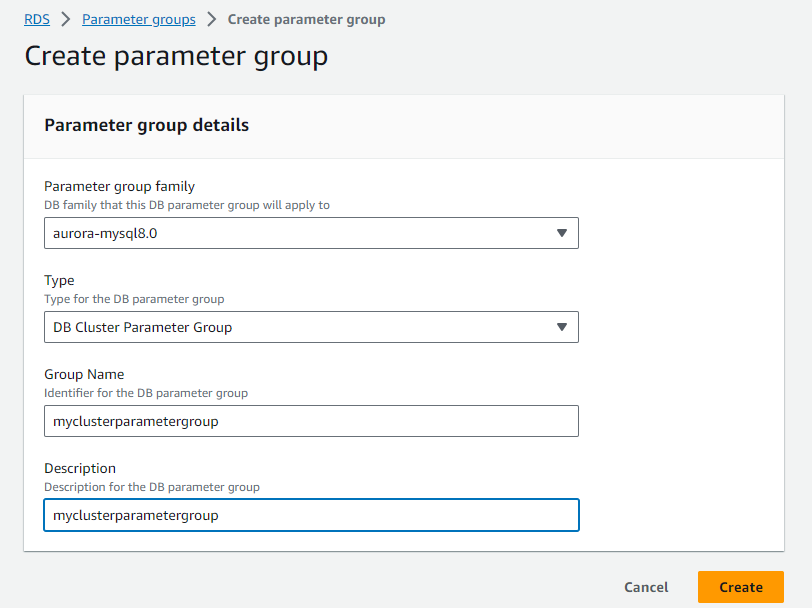 RDS > Parameter groups > Create parameter group
Create parameter group
Parameter group details
Parameter group family
DB family that this DB parameter group will apply to
aurora-mysql8.0
Type
Type for the DB parameter group
DB Cluster Parameter Group
Group Name
Identifier for the DB parameter group
myclusterparametergroup
Description
Description for the DB parameter group
myclusterparametergroup
Cancel Create